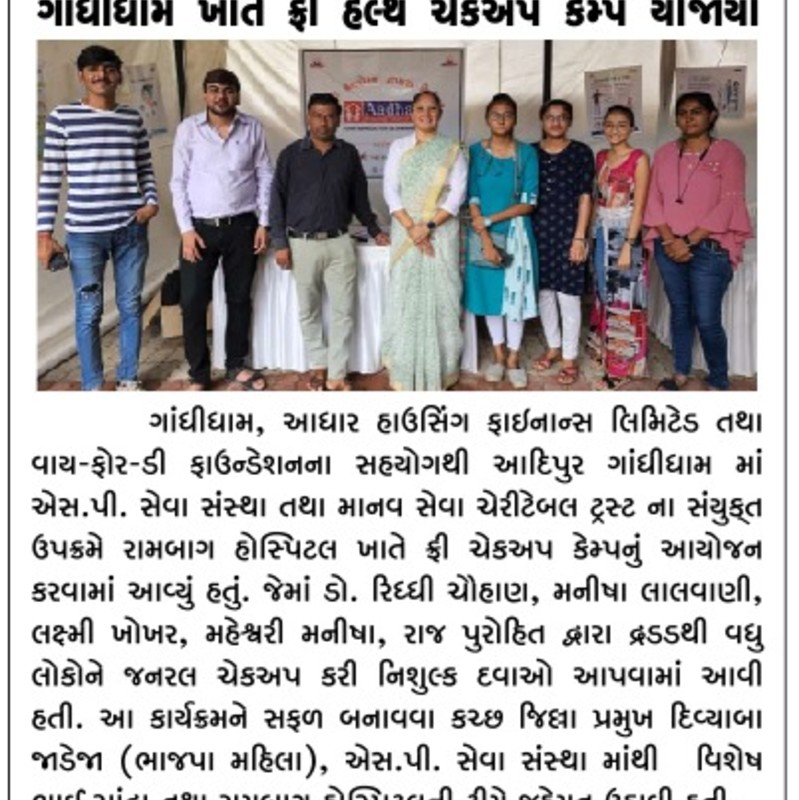 ગાંધીધામ ખાતે ફ્રી હેલ્થ ચેકઅપ કેમ્પ યોજાયો
Aadhar
ગાંધીધામ, આધાર હાઉસિંગ ફાઇનાન્સ લિમિટેડ તથા
વાય-ફોર-ડી ફાઉન્ડેશનના સહયોગથી આદિપુર ગાંધીધામ માં
એસ.પી. સેવા સંસ્થા તથા માનવ સેવા ચેરીટેબલ ટ્રસ્ટ ના સંયુક્ત
ઉપક્રમે રામબાગ હોસ્પિટલ ખાતે ફ્રી ચેકઅપ કેમ્પનું આયોજન
કરવામાં આવ્યું હતું. જેમાં ડો. રિધ્ધી ચૌહાણ, મનીષા લાલવાણી,
લક્ષ્મી ખોખર, મહેશ્વરી મનીષા, રાજ પુરોહિત દ્વારા દ્રડડથી વધુ
લોકોને જનરલ ચેકઅપ કરી નિશુલ્ક દવાઓ આપવામાં આવી
હતી. આ કાર્યક્રમને સફળ બનાવવા કચ્છ જિલ્લા પ્રમુખ દિવ્યાબા
જાડેજા (ભાજપા મહિલા), એસ.પી. સેવા સંસ્થા માંથી વિશેષ